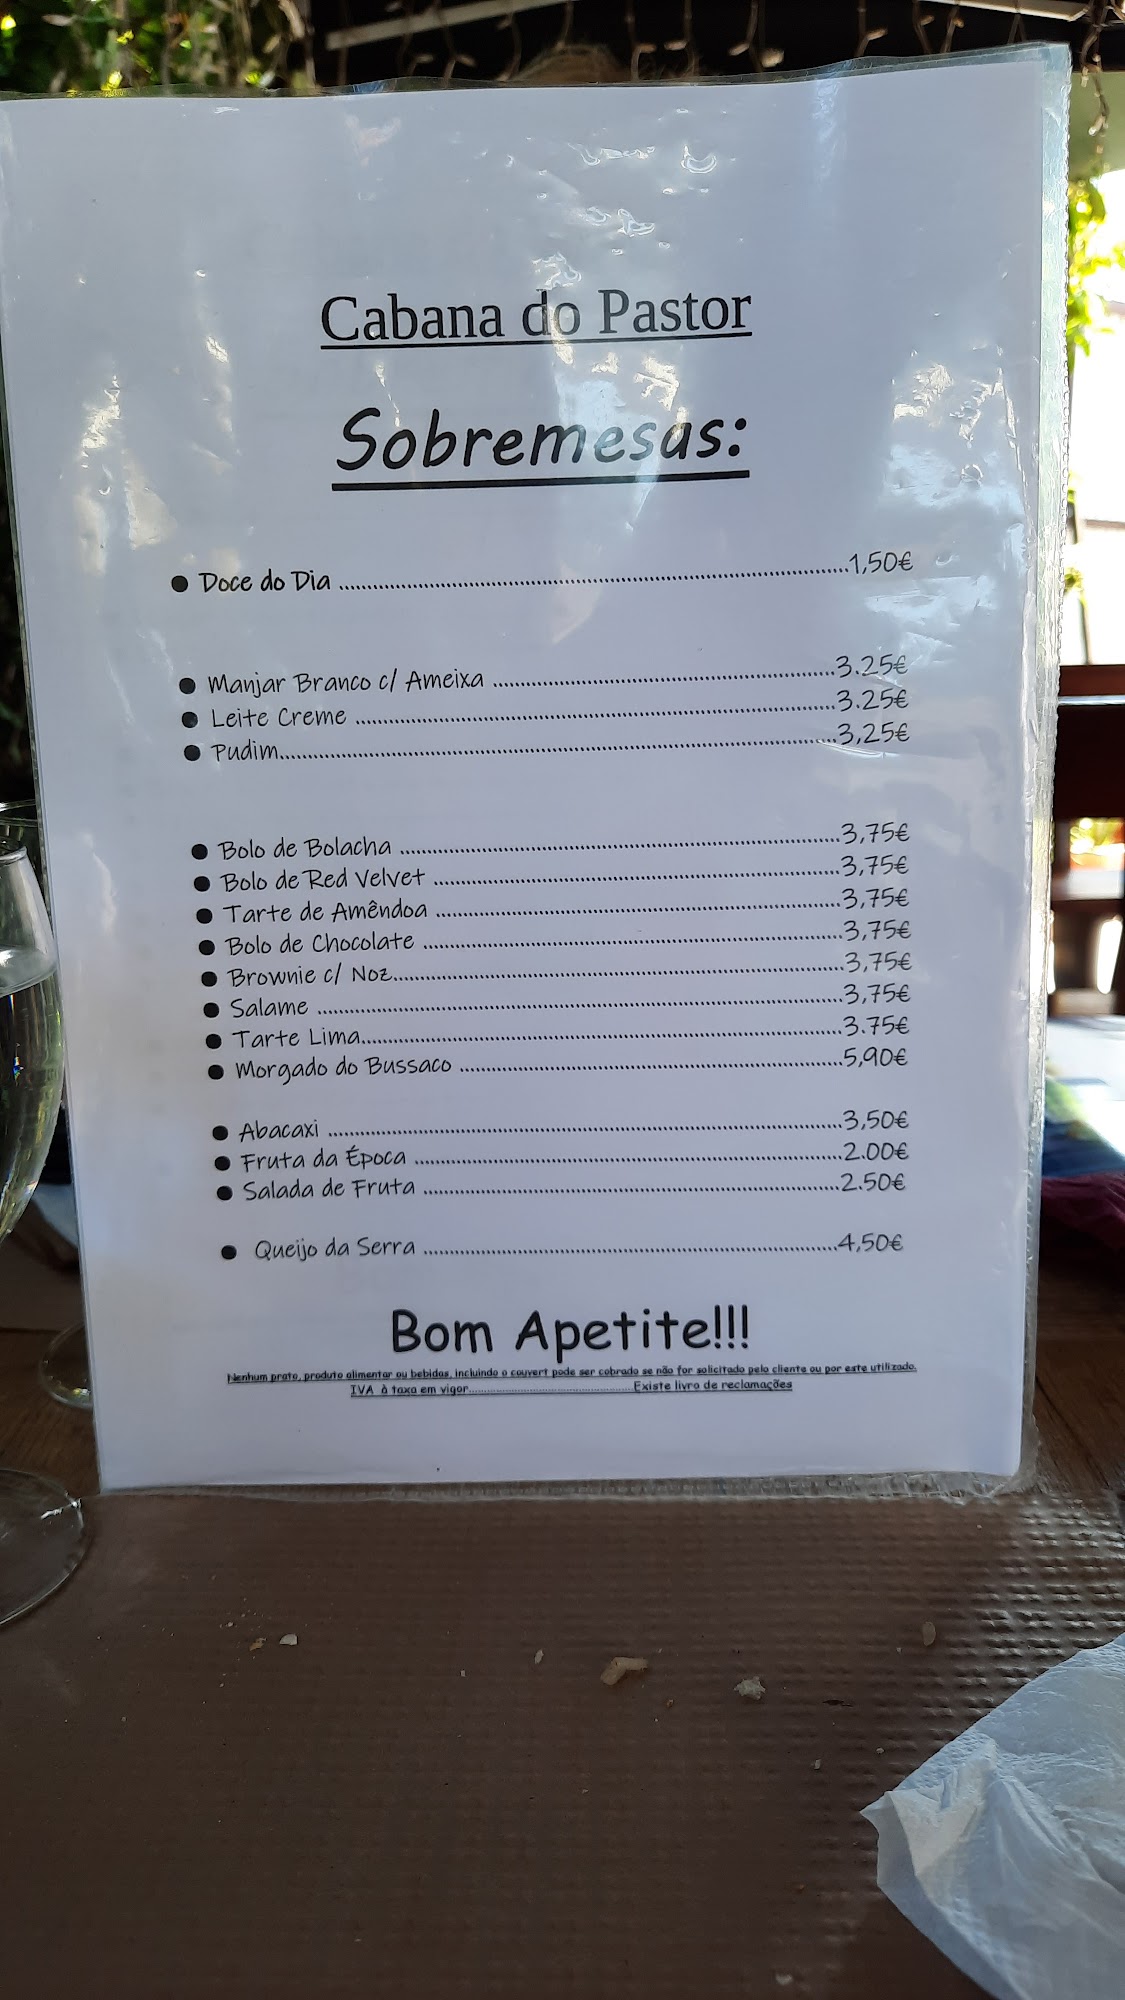 Cabana do Pastor
Sobremesas:
● Doce do Dia ........................................1,50€
● Manjar Branco c/ Ameixa ........................................3.25€
● Leite Creme ........................................3.25€
● Pudim........................................3,25€
● Bolo de Bolacha ........................................3,75€
● Bolo de Red Velvet ........................................3,75€
● Tarte de Amêndoa ........................................3,75€
● Bolo de Chocolate ........................................3,75€
● Brownie c/ Noz........................................3,75€
● Salame ........................................3,75€
● Tarte Lima........................................3.75€
● Morgado do Bussaco ........................................5,90€
● Abacaxi ........................................3,50€
● Fruta da Época ........................................2.00€
● Salada de Fruta ........................................2.50€
● Queijo da Serra ........................................4,50€
Bom Apetite!!!
Nenhum prato, produto alimentar ou bebidas, incluindo o couvert pode ser cobrado se não for solicitado pelo cliente ou por este utilizado.
IVA à taxa em vigor........................................Existe livro de reclamações